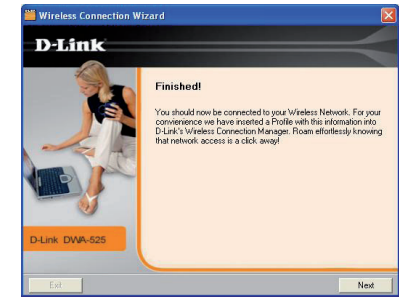 Wireless Connection Wizard
D-Link
Finished!
You should now be connected to your Wireless Network. For your
convienience we have inserted a Profile with this information into
D-Link's Wireless Connection Manager. Roam effortlessly knowing
that network access is a click away!
D-Link DWA-525
Exit
Next